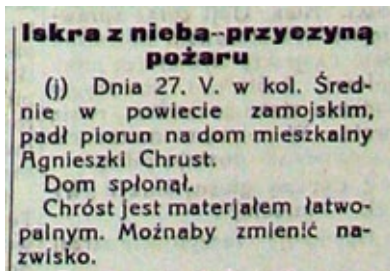 Iskra z nieba--przyczyną
pożaru
(j) Dnia 27. V. w kol. Śred-
nie w powiecie zamojskim,
padł piorun na dom mieszkalny
Agnieszki Chrust.
Dom spłonął.
Chróst jest materjałem łatwo-
palnym. Możnaby zmienić na-
zwisko.